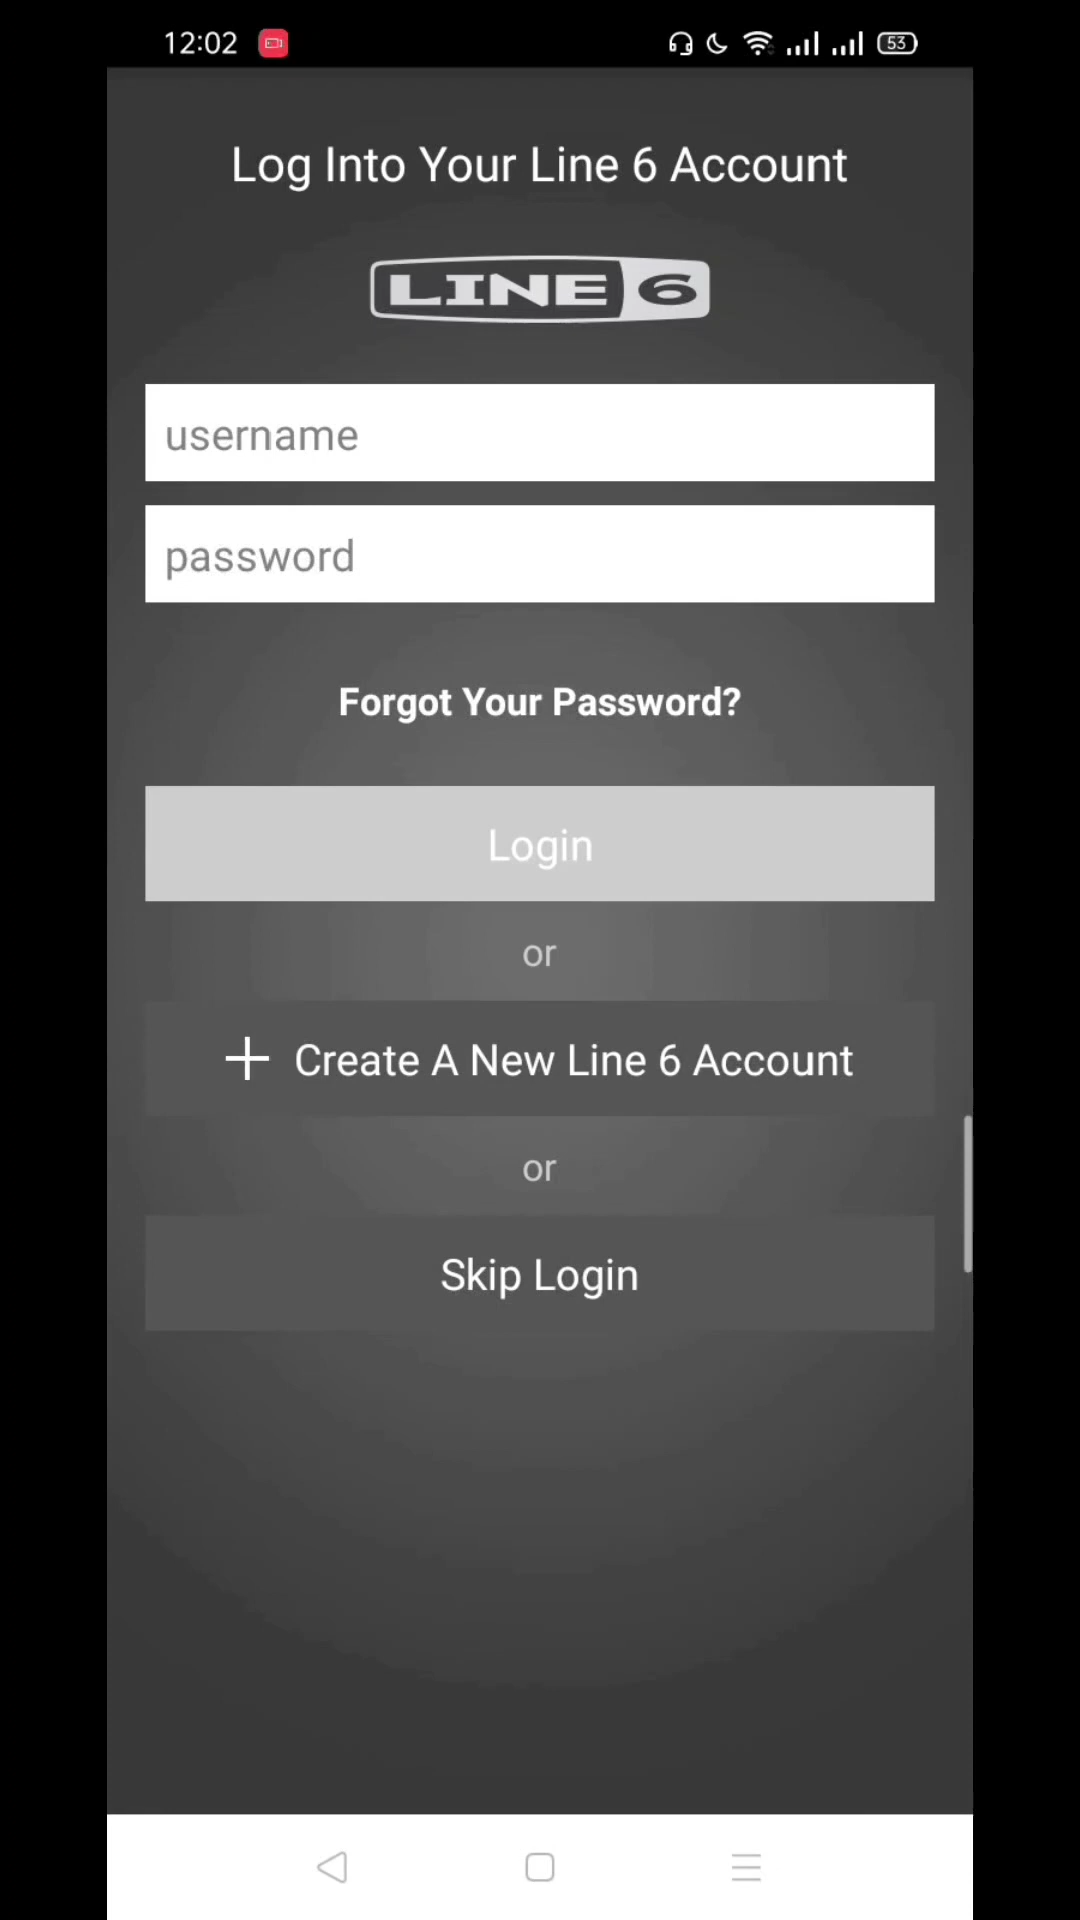 12:02
53
Log Into Your Line 6 Account
LINE 6
username
password
Forgot Your Password?
Login
or
Create A New Line 6 Account
or
Skip Login